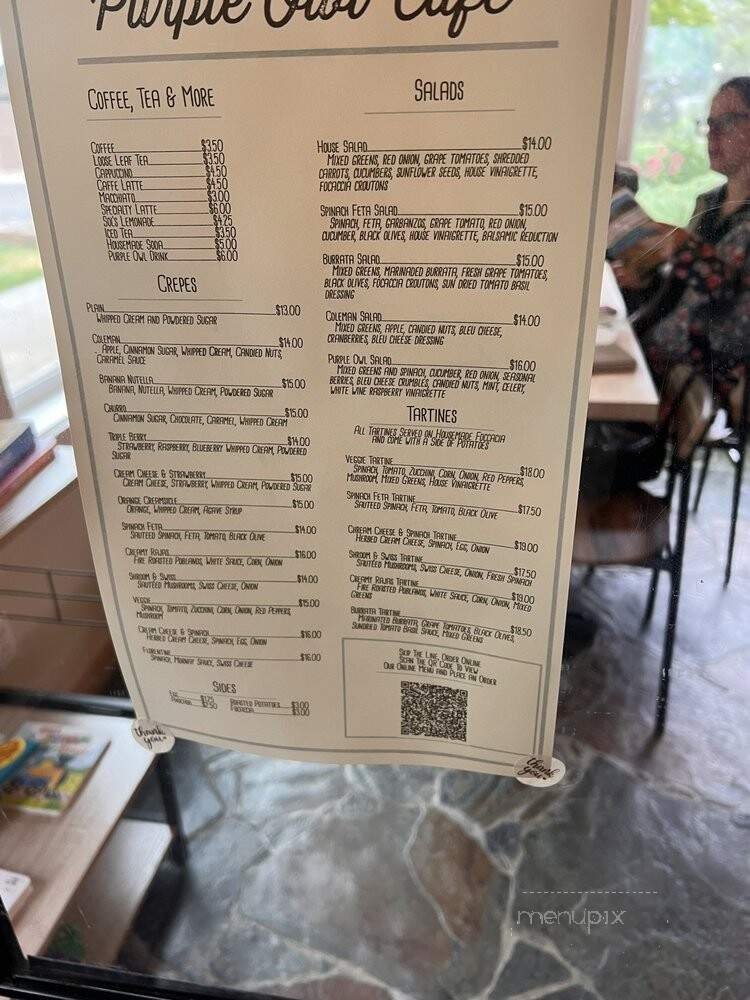 Purple Owl Cafe
Coffee, Tea & More
Coffee $3.50
Loose Leaf Tea $3.50
Cappuccino $4.50
Caffe Latte $4.50
Macchiato $3.00
Specialty Latte $6.00
Soc's Lemonade $4.25
Iced Tea $3.50
Housemade Soda $5.00
Purple Owl Drink $6.00
Crepes
Plain $13.00
Whipped Cream and Powdered Sugar
Coleman $14.00
Apple, Cinnamon Sugar, Whipped Cream, Candied Nuts,
Caramel Sauce
Banana Nutella $15.00
Banana, Nutella, Whipped Cream, Powdered Sugar
Churro $15.00
Cinnamon Sugar, Chocolate, Caramel, Whipped Cream
Triple Berry $14.00
Strawberry, Raspberry, Blueberry Whipped Cream, Powdered
Sugar
Cream Cheese & Strawberry $15.00
Cream Cheese, Strawberry, Whipped Cream, Powdered Sugar
Orange Creamsicle $15.00
Orange, Whipped Cream, Agave Syrup
Spinach Feta $14.00
Sautéed Spinach, Feta, Tomato, Black Olive
Creamy Rajas $16.00
Fire Roasted Poblanos, White Sauce, Corn, Onion
Shroom & Swiss $14.00
Sautéed Mushrooms, Swiss Cheese, Onion
Veggie $15.00
Spinach, Tomato, Zucchini, Corn, Onion, Red Peppers,
Mushroom
Cream Cheese & Spinach $16.00
Herbed Cream Cheese, Spinach, Egg, Onion
Florentine $16.00
Spinach, Mornay Sauce, Swiss Cheese
Sides
Egg $1.75
Roasted Potatoes $3.00
Focaccia $3.00
Salads
House Salad $14.00
Mixed Greens, Red Onion, Grape Tomatoes, Shredded
Carrots, Cucumbers, Sunflower Seeds, House Vinaigrette,
Focaccia Croutons
Spinach Feta Salad $15.00
Spinach, Feta, Garbanzos, Grape Tomato, Red Onion,
Cucumber, Black Olives, House Vinaigrette, Balsamic Reduction
Burrata Salad $15.00
Mixed Greens, Marinaded Burrata, Fresh Grape Tomatoes,
Black Olives, Focaccia Croutons, Sun Dried Tomato Basil
Dressing
Coleman Salad $14.00
Mixed Greens, Apple, Candied Nuts, Bleu Cheese,
Cranberries, Bleu Cheese Dressing
Purple Owl Salad $16.00
Mixed Greens and Spinach, Cucumber, Red Onion, Seasonal
Berries, Bleu Cheese Crumbles, Candied Nuts, Mint, Celery,
White Wine Raspberry Vinaigrette
Tartines
All Tartines Served on Housemade Foccacia
and come with a Side of Potatoes
Veggie Tartine $18.00
Spinach, Tomato, Zucchini, Corn, Onion, Red Peppers,
Mushroom, Mixed Greens, House Vinaigrette
Spinach Feta Tartine $17.50
Sautéed Spinach, Feta, Tomato, Black Olive
Chream Cheese & Spinach Tartine $19.00
Herbed Cream Cheese, Spinach, Egg, Onion
Shroom & Swiss Tartine $17.50
Sautéed Mushrooms, Swiss Cheese, Onion, Fresh Spinach
Creamy Rajas Tartine $19.00
Fire Roasted Poblanos, White Sauce, Corn, Onion, Mixed
Greens
Burrata Tartine $18.50
Marinated Burrata, Grape Tomatoes, Black Olives,
Sundried Tomato Basil Sauce, Mixed Greens
Skip The Line, Order Online
Scan The QR Code To View
Our Online Menu and Place an Order
thank you
thank you
menupix